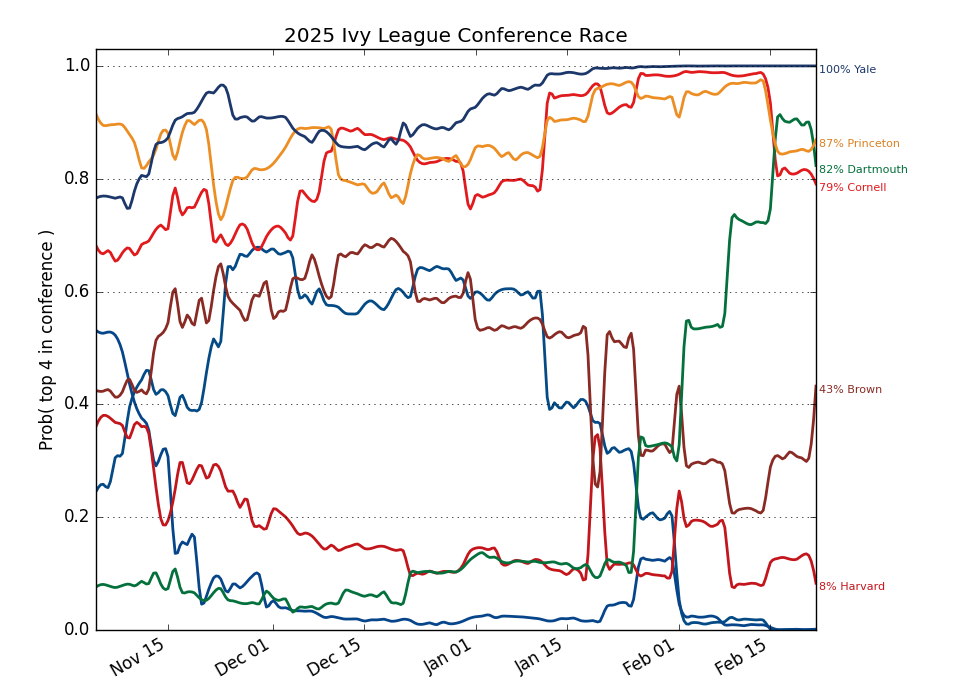 2025 Ivy League Conference Race
Prob( top 4 in conference )
1.0
0.8
0.6
0.4
0.2
0.0
Nov 15
Dec 01
Dec 15
Jan 01
Jan 15
Feb 01
Feb 15
100% Yale
87% Princeton
82% Dartmouth
79% Cornell
43% Brown
8% Harvard